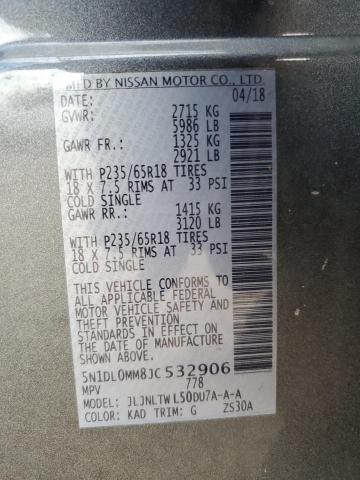 MFD BY NISSAN MOTOR CO., LTD.
DATE: 04/18
GVWR: 2715 KG
5986 LB
GAWR FR.: 1325 KG
2921 LB
WITH P235/65R18 TIRES
18 X 7.5 RIMS AT 33 PSI
COLD SINGLE
GAWR RR.: 1415 KG
3120 LB
WITH P235/65R18 TIRES
18 X 7.5 RIMS AT 33 PSI
COLD SINGLE
THIS VEHICLE CONFORMS TO
ALL APPLICABLE FEDERAL
MOTOR VEHICLE SAFETY AND
THEFT PREVENTION
STANDARDS IN EFFECT ON
THE DATE OF MANUFACTURE
SHOWN ABOVE.
5N1DL0MM8JC532906
MPV 778
MODEL: JLJNLTWL50DU7A-A-A
COLOR: KAD TRIM: G ZS30A